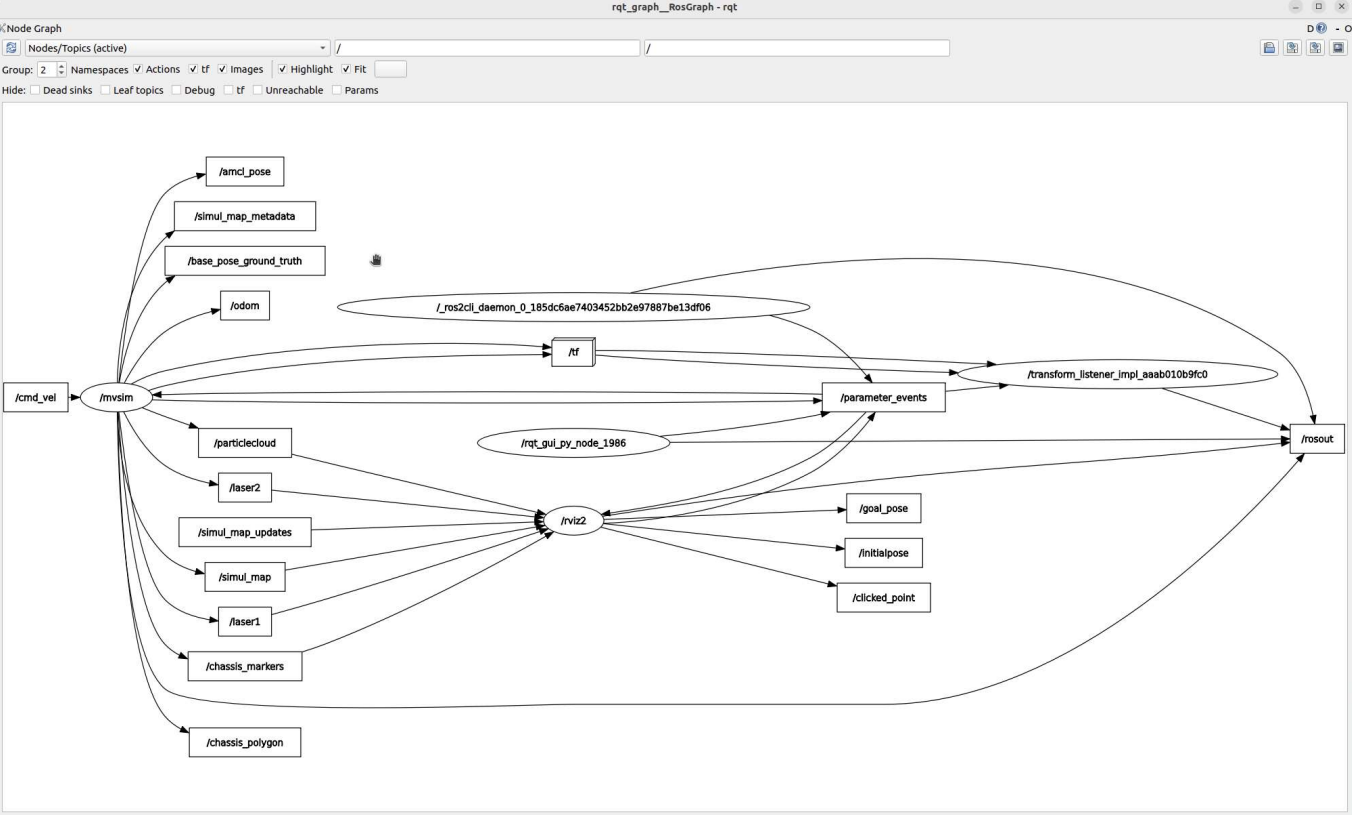 rqt_graph__RosGraph - rqt
Node Graph
D ? - O
Nodes/Topics (active) / /
Group: 2 Namespaces Actions tf Images Highlight Fit
Hide: Dead sinks Leaf topics Debug tf Unreachable Params
/amcl_pose
/simul_map_metadata
/base_pose_ground_truth
/odom
/_ros2cli_daemon_0_185dc6ae7403452bb2e97887be13df06
/tf
/transform_listener_impl_aaab010b9fc0
/cmd_vel
/mvsim
/parameter_events
/particlecloud
/rqt_gui_py_node_1986
/rosout
/laser2
/goal_pose
/simul_map_updates
/rviz2
/initialpose
/simul_map
/clicked_point
/laser1
/chassis_markers
/chassis_polygon